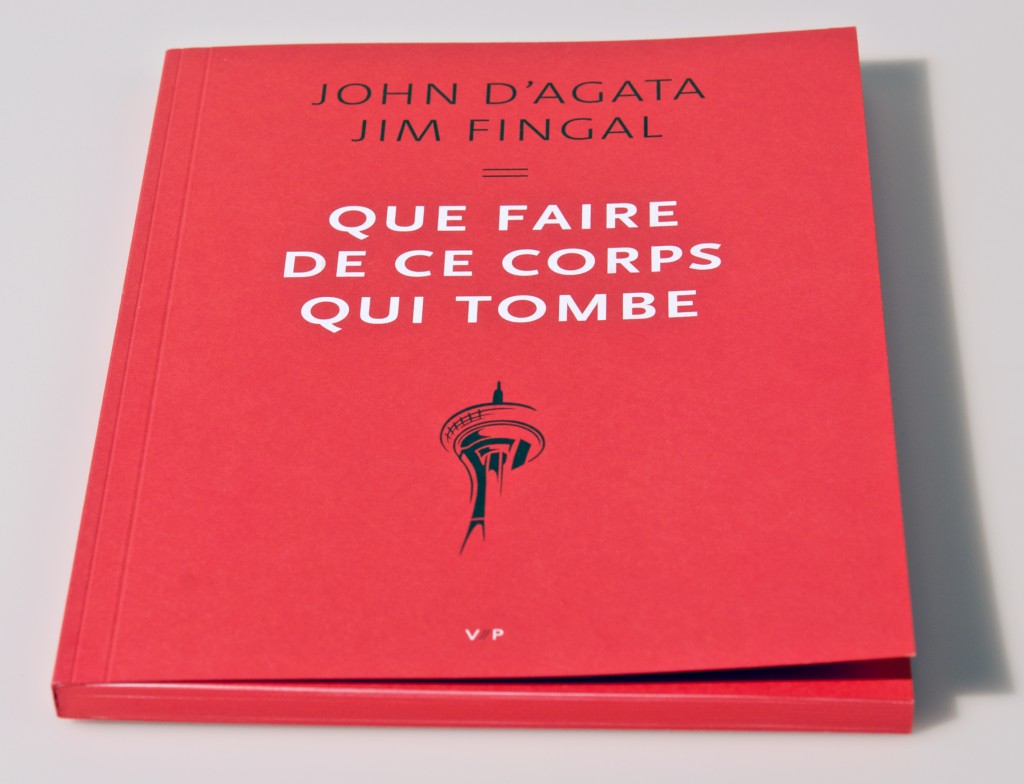 JOHN D'AGATA
JIM FINGAL
QUE FAIRE
DE CE CORPS
QUI TOMBE
V//P